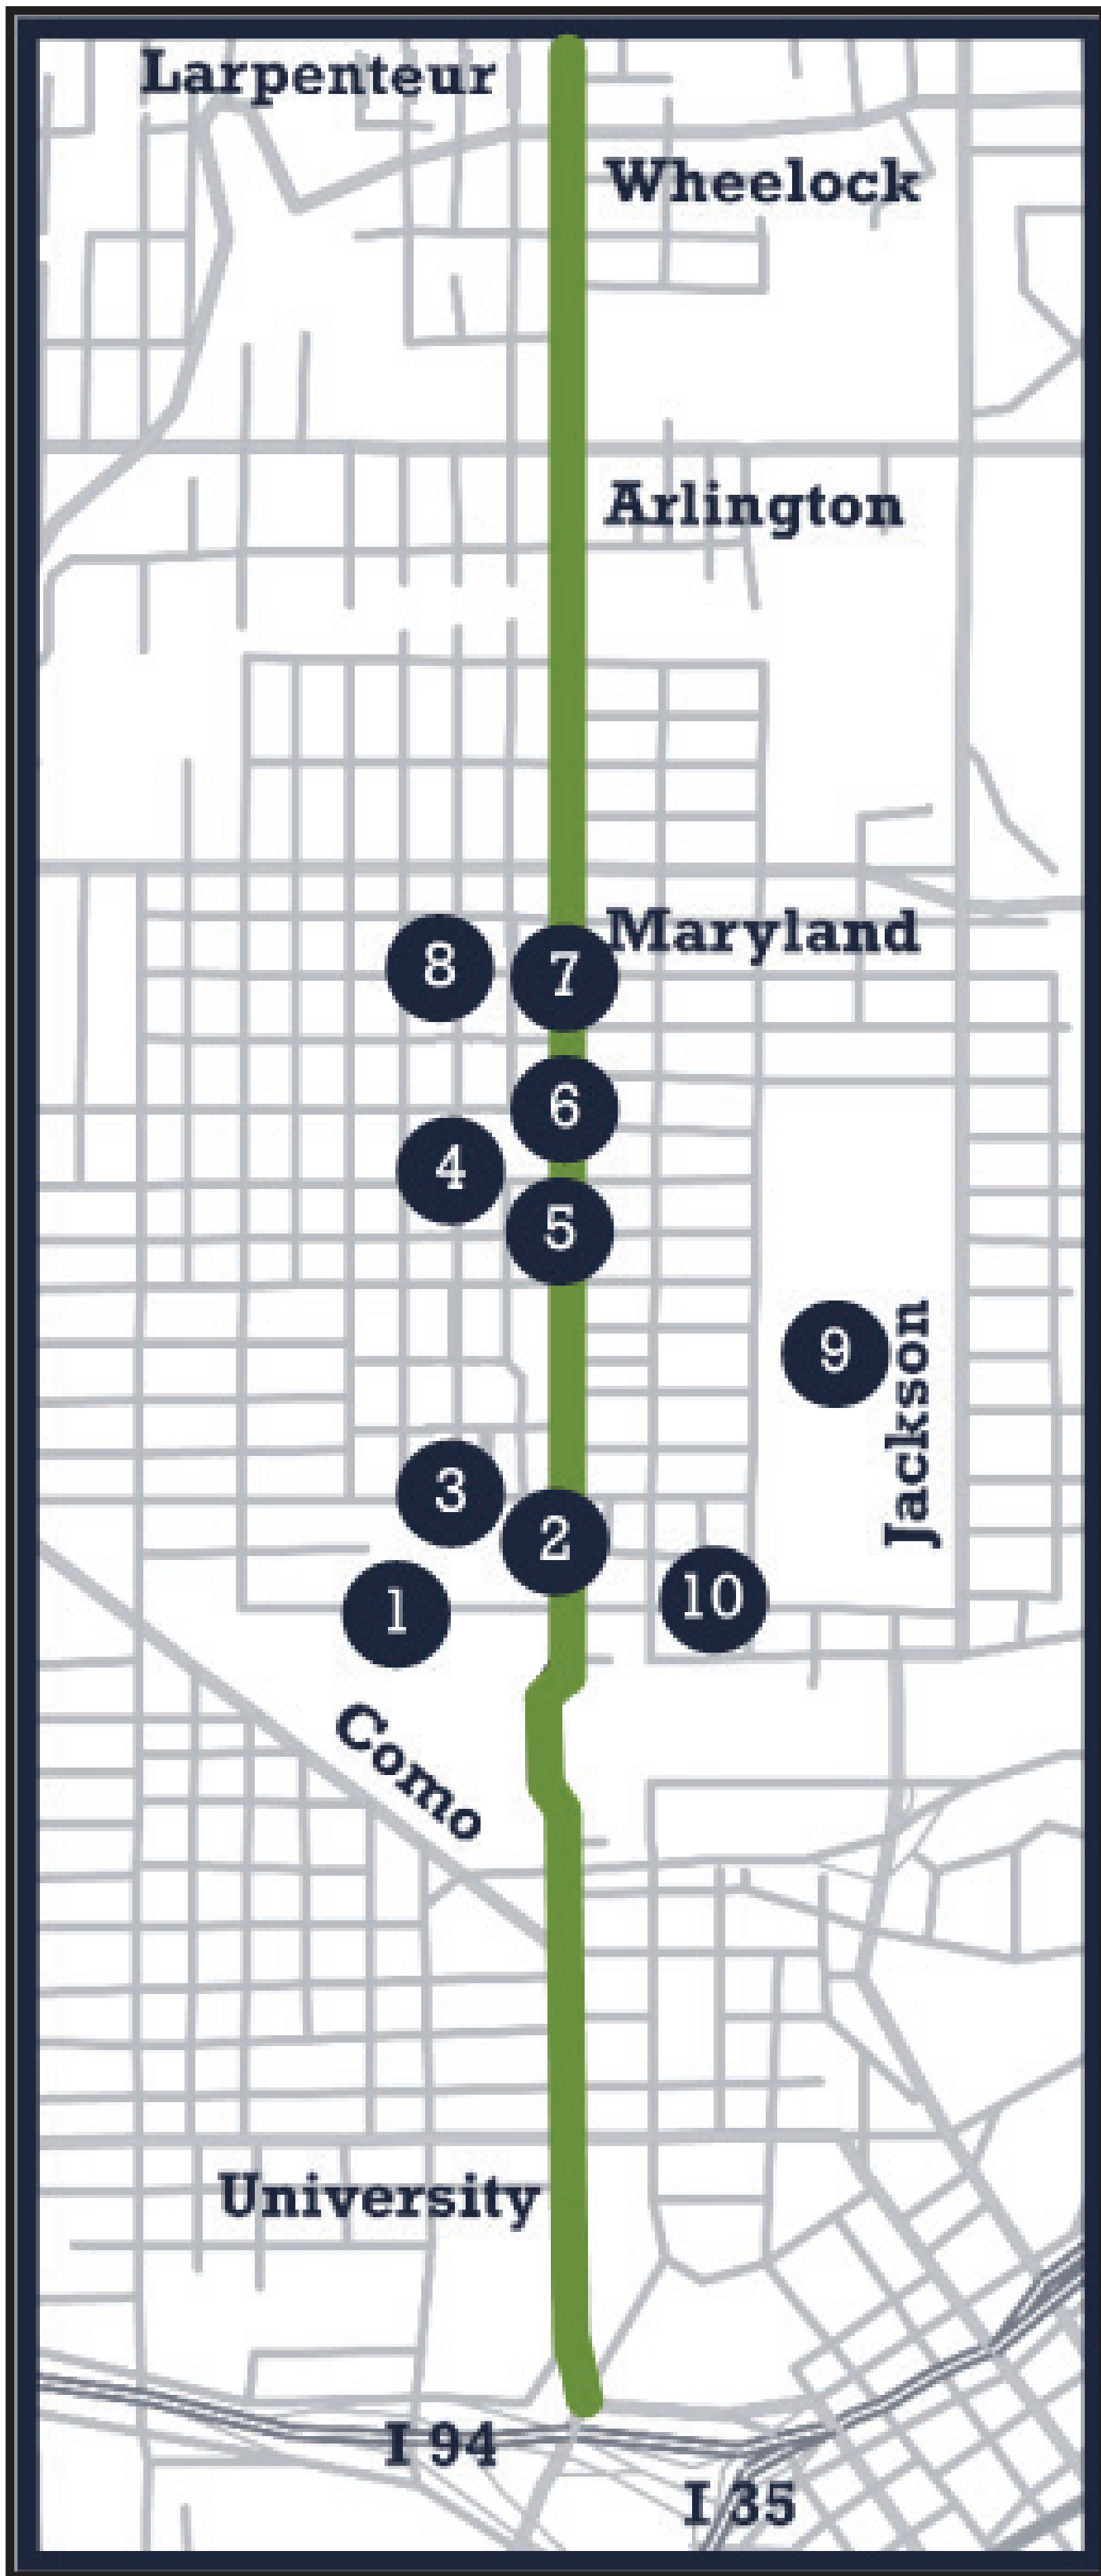 Larpenteur
Wheelock
Arlington
Maryland
8
7
6
4
5
9
Jackson
3
2
10
1
Como
University
I 94
I 35